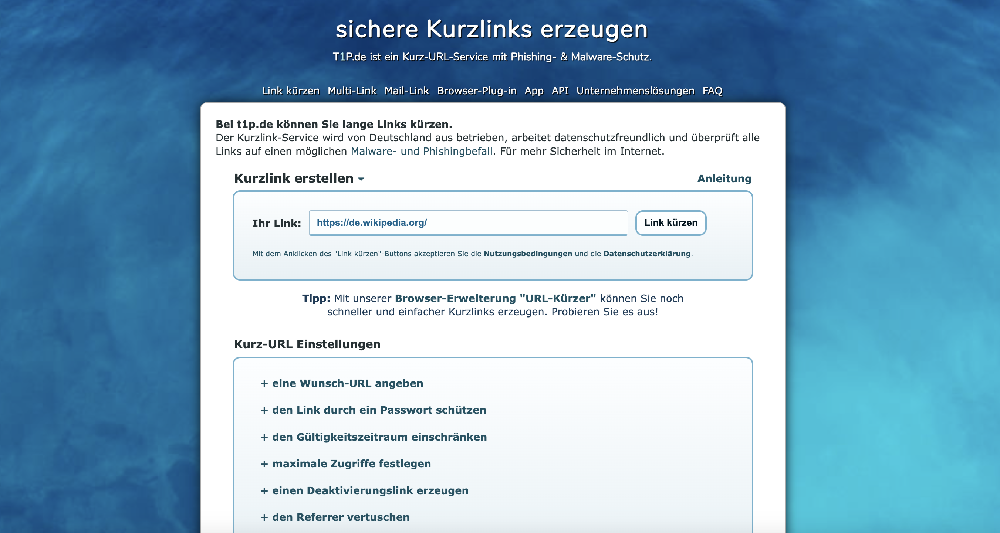 sichere Kurzlinks erzeugen
T1P.de ist ein Kurz-URL-Service mit Phishing- & Malware-Schutz.
Link kürzen Multi-Link Mail-Link Browser-Plug-in App API Unternehmenslösungen FAQ
Bei t1p.de können Sie lange Links kürzen.
Der Kurzlink-Service wird von Deutschland aus betrieben, arbeitet datenschutzfreundlich und überprüft alle
Links auf einen möglichen Malware- und Phishingbefall. Für mehr Sicherheit im Internet.
Kurzlink erstellen
Anleitung
Ihr Link: https://de.wikipedia.org/ Link kürzen
Mit dem Anklicken des "Link kürzen"-Buttons akzeptieren Sie die Nutzungsbedingungen und die Datenschutzerklärung.
Tipp: Mit unserer Browser-Erweiterung "URL-Kürzer" können Sie noch
schneller und einfacher Kurzlinks erzeugen. Probieren Sie es aus!
Kurz-URL Einstellungen
+ eine Wunsch-URL angeben
+ den Link durch ein Passwort schützen
+ den Gültigkeitszeitraum einschränken
+ maximale Zugriffe festlegen
+ einen Deaktivierungslink erzeugen
+ den Referrer vertuschen